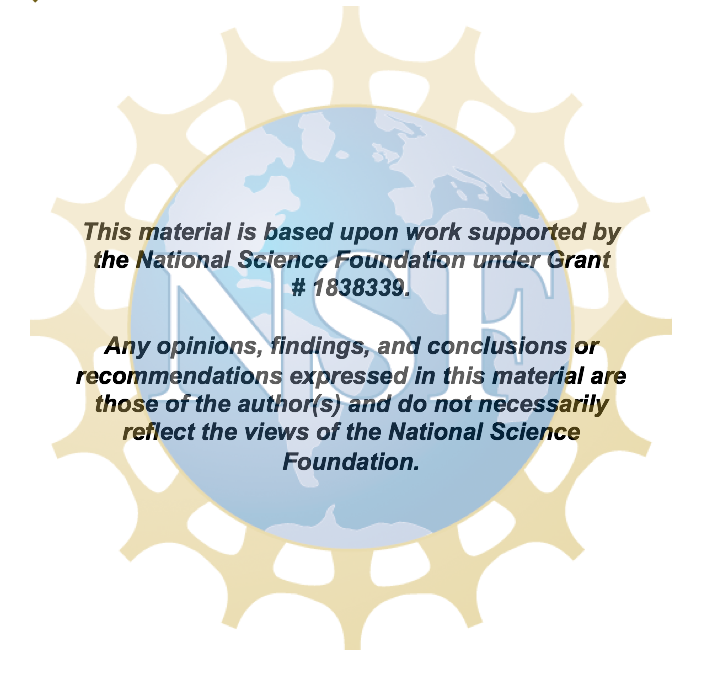 This material is based upon work supported by
the National Science Foundation under Grant
# 1838339.
NSF
Any opinions, findings, and conclusions or
recommendations expressed in this material are
those of the author(s) and do not necessarily
reflect the views of the National Science
Foundation.